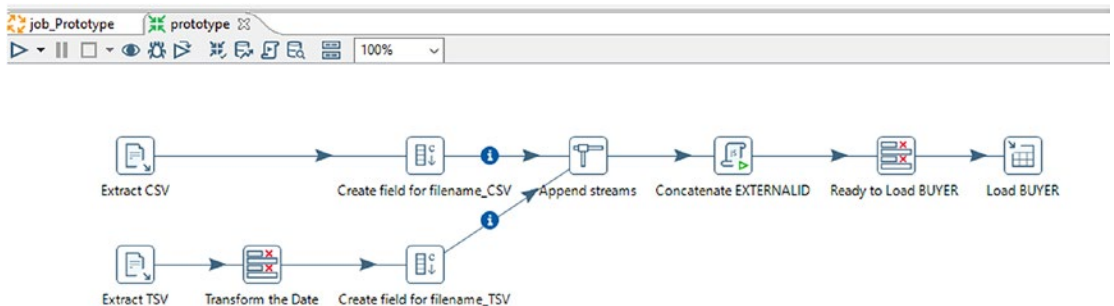 job_Prototype prototype
100%
Extract CSV Create field for filename_CSV Append streams Concatenate EXTERNALID Ready to Load BUYER Load BUYER
Extract TSV Transform the Date Create field for filename_TSV